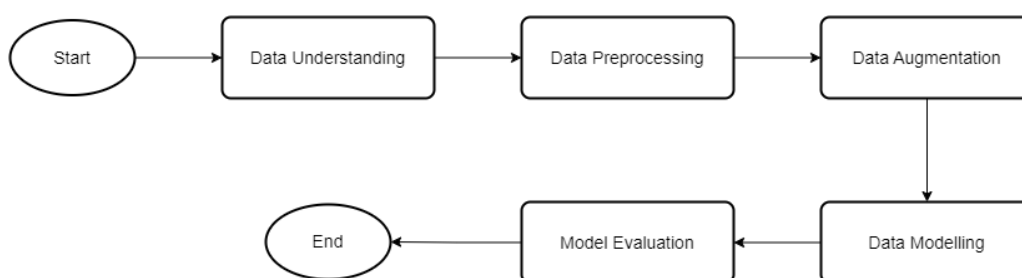 Start
Data Understanding
Data Preprocessing
Data Augmentation
Data Modelling
Model Evaluation
End